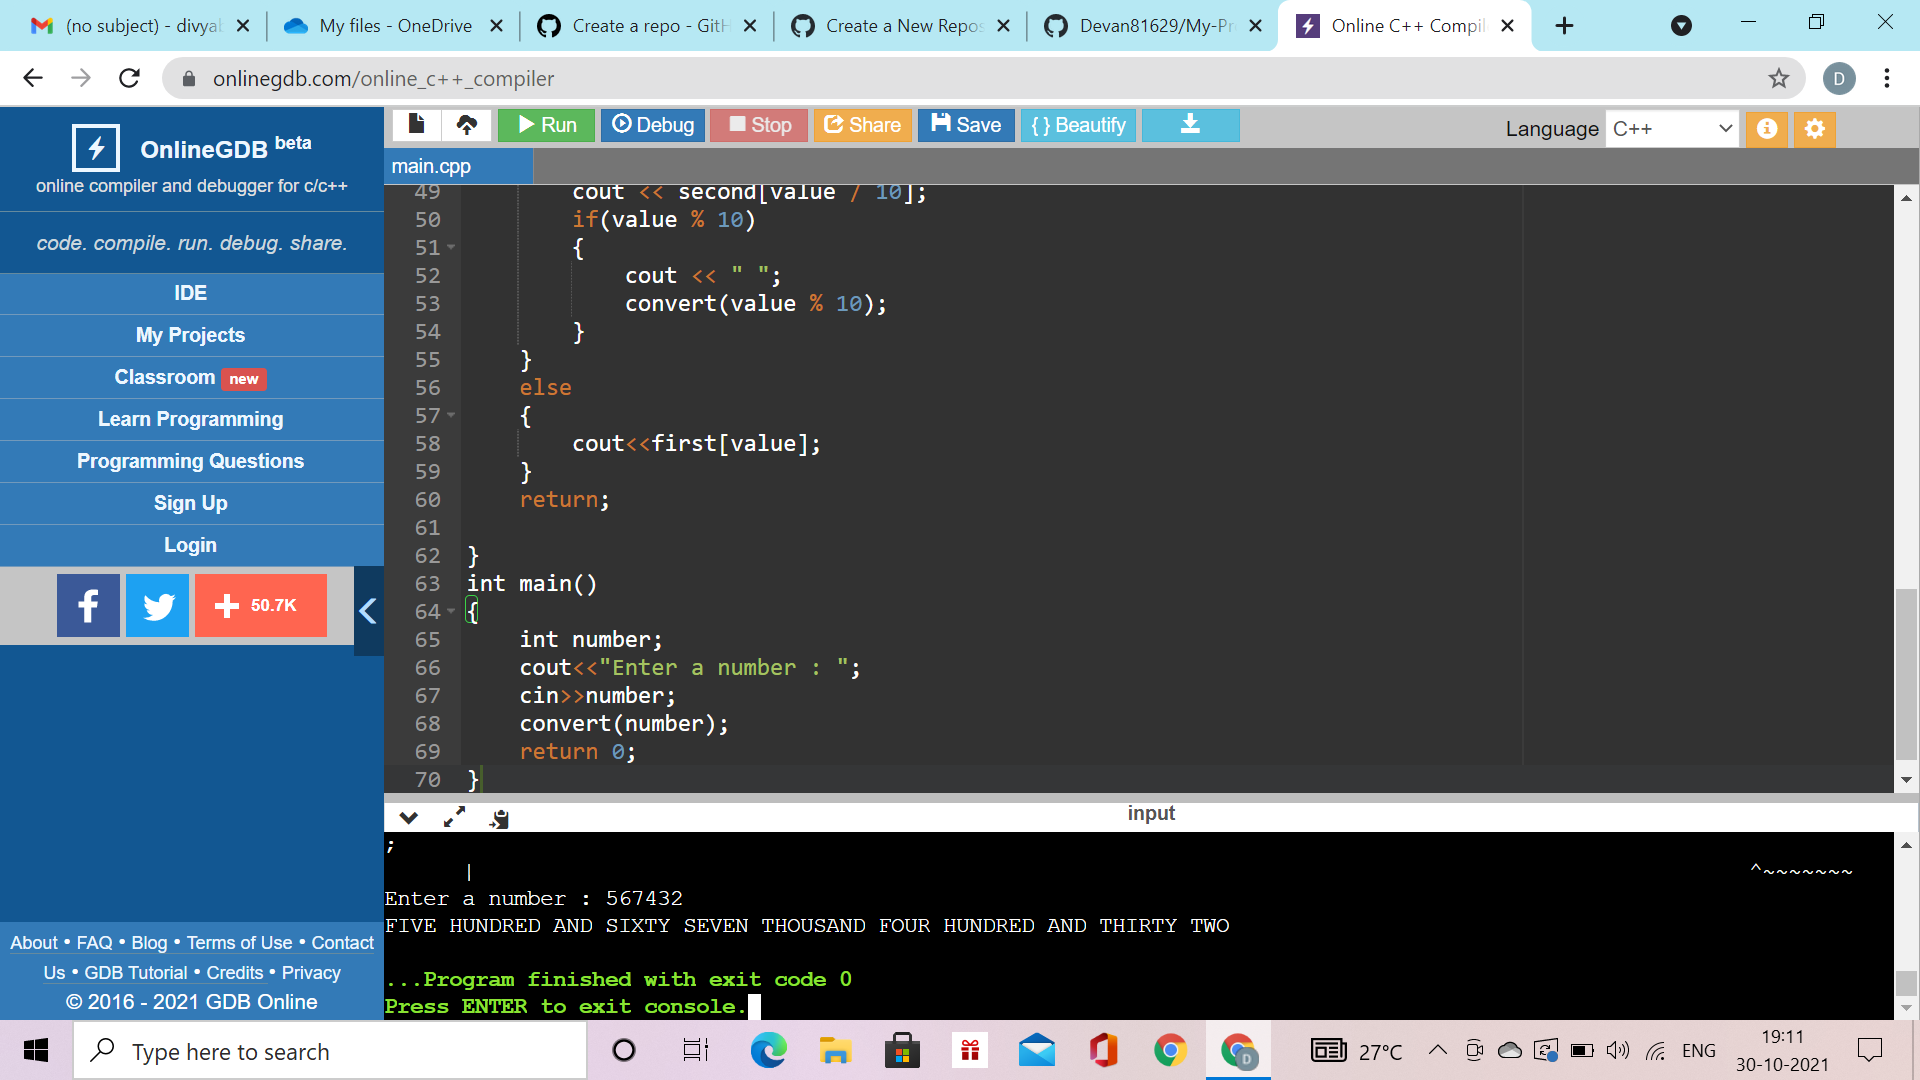 (no subject) - divyal
My files - OneDrive
Create a repo - GitH
Create a New Repos
Devan81629/My-Pr
Online C++ Compil
onlinegdb.com/online_c++_compiler
D
OnlineGDB beta
online compiler and debugger for c/c++
code. compile. run. debug. share.
IDE
My Projects
Classroom new
Learn Programming
Programming Questions
Sign Up
Login
f
50.7K
About • FAQ • Blog • Terms of Use • Contact
Us • GDB Tutorial • Credits • Privacy
© 2016 - 2021 GDB Online
Run Debug Stop Share Save {} Beautify
Language C++
main.cpp
49 cout << second[value / 10];
50 if(value % 10)
51 {
52 cout << " ";
53 convert(value % 10);
54 }
55 }
56 else
57 {
58 cout<<first[value];
59 }
60 return;
61
62 }
63 int main()
64 {
65 int number;
66 cout<<"Enter a number : ";
67 cin>>number;
68 convert(number);
69 return 0;
70 }
input
;
| ^~~~~~~~
Enter a number : 567432
FIVE HUNDRED AND SIXTY SEVEN THOUSAND FOUR HUNDRED AND THIRTY TWO
...Program finished with exit code 0
Press ENTER to exit console.
Type here to search
D
27°C
ENG
19:11
30-10-2021